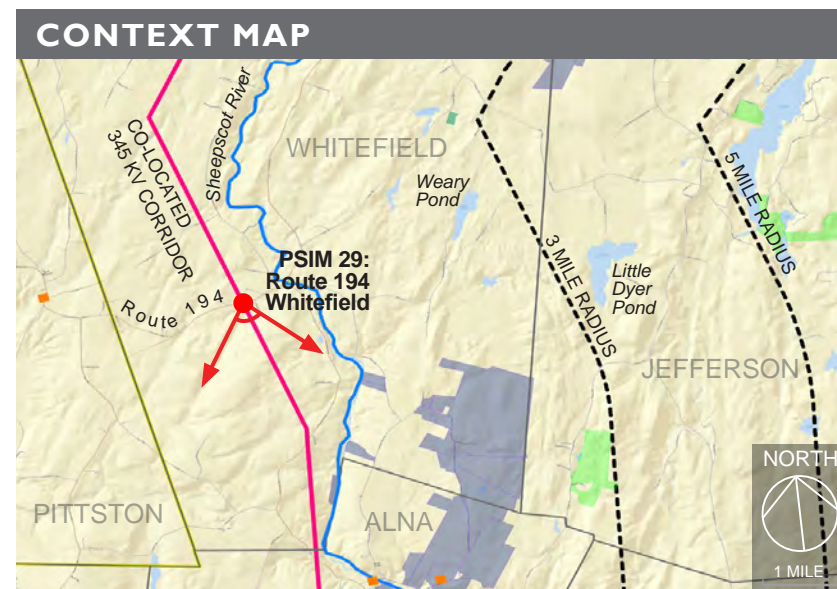 CONTEXT MAP
Sheepscot River
WHITEFIELD
CO-LOCATED
345 KV CORRIDOR
Weary
Pond
5 MILE RADIUS
3 MILE RADIUS
PSIM 29:
Route 194
Whitefield
Little
Dyer
Pond
Route 194
JEFFERSON
NORTH
PITTSTON
ALNA
1 MILE